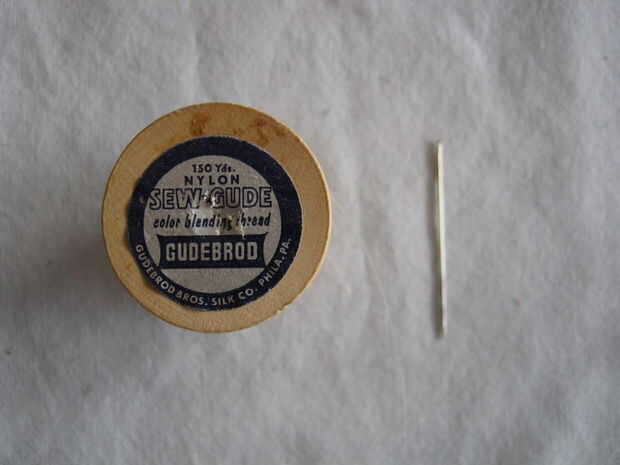 150 Yds.
NYLON
SEW-GUDE
color blending thread
GUDEBROD
GUDEBROD BROS. SILK CO. PHILA. PA.